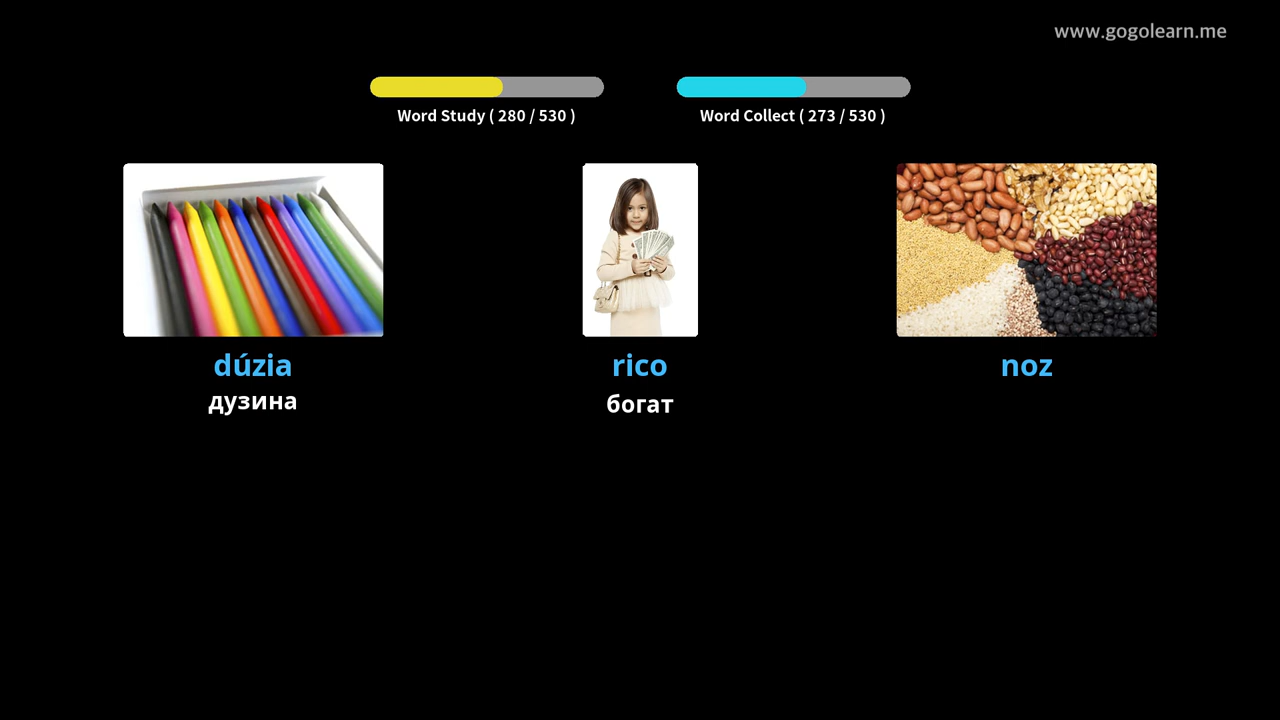 www.gogolearn.me
Word Study ( 280 / 530 )
Word Collect ( 273 / 530 )
dúzia
дузина
rico
богат
noz